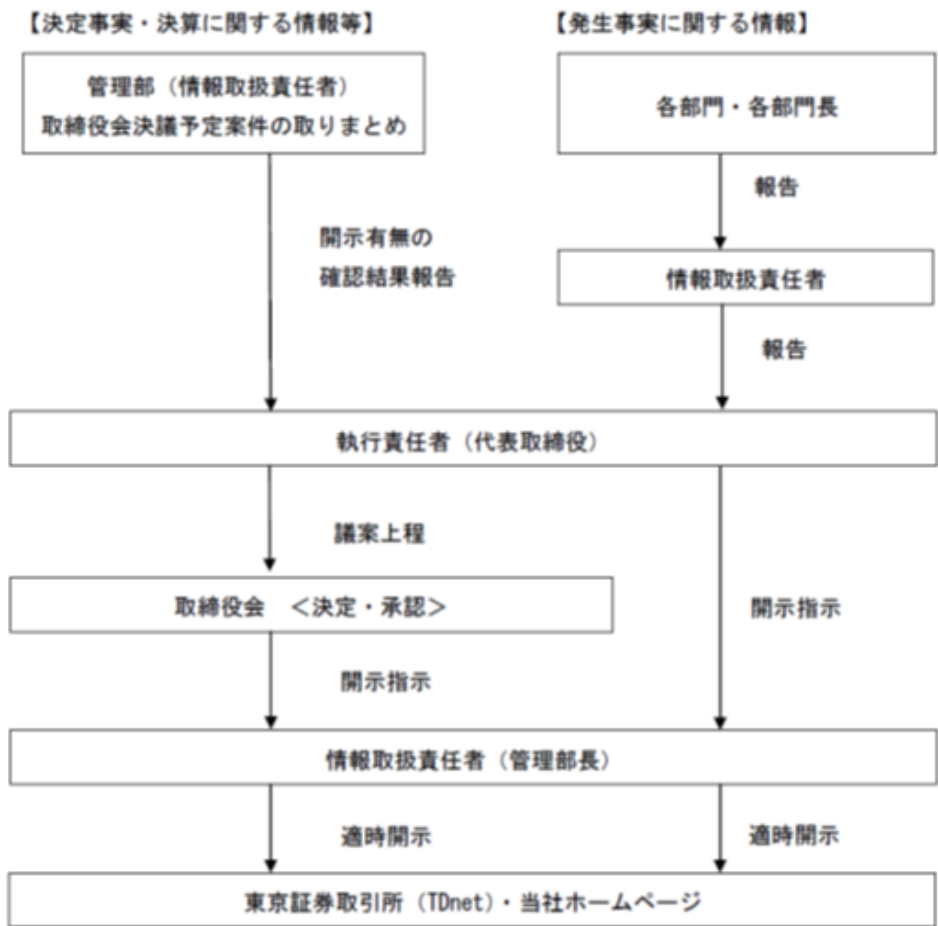 【決定事実・決算に関する情報等】
【発生事実に関する情報】
管理部（情報取扱責任者）
取締役会決議予定案件の取りまとめ
各部門・各部門長
報告
開示有無の
確認結果報告
情報取扱責任者
報告
執行責任者（代表取締役）
議案上程
取締役会　＜決定・承認＞
開示指示
開示指示
情報取扱責任者（管理部長）
適時開示
適時開示
東京証券取引所（TDnet）・当社ホームページ